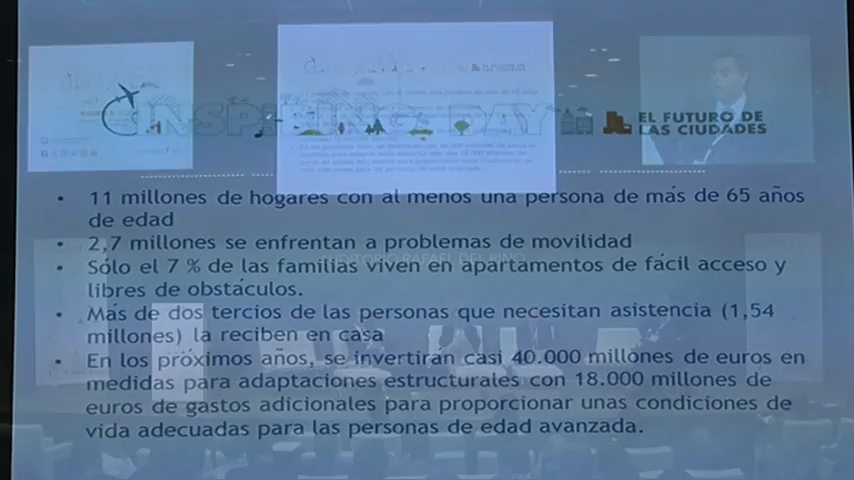 INSPIRING DAY
EL FUTURO DE
LAS CIUDADES
• 11 millones de hogares con al menos una persona de más de 65 años
de edad
• 2,7 millones se enfrentan a problemas de movilidad
• Sólo el 7 % de las familias viven en apartamentos de fácil acceso y
libres de obstáculos.
AUDITORIO RAFAEL DEL PINO
• Más de dos tercios de las personas que necesitan asistencia (1,54
millones) la reciben en casa
• En los próximos años, se invertirán casi 40.000 millones de euros en
medidas para adaptaciones estructurales con 18.000 millones de
euros de gastos adicionales para proporcionar unas condiciones de
vida adecuadas para las personas de edad avanzada.